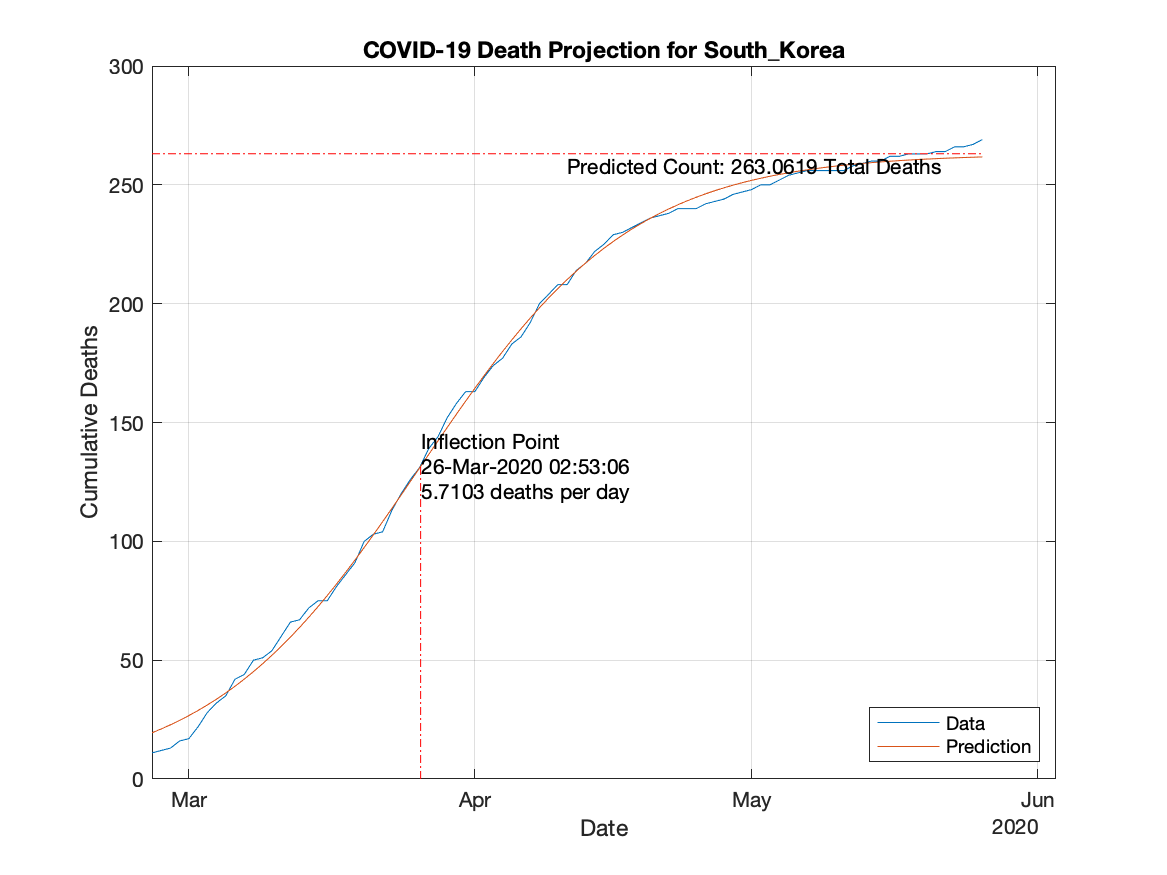 COVID-19 Death Projection for South_Korea
300
250
200
150
100
50
0
Cumulative Deaths
Predicted Count: 263.0619 Total Deaths
Inflection Point
26-Mar-2020 02:53:06
5.7103 deaths per day
Data
Prediction
Mar Apr May Jun
Date
2020